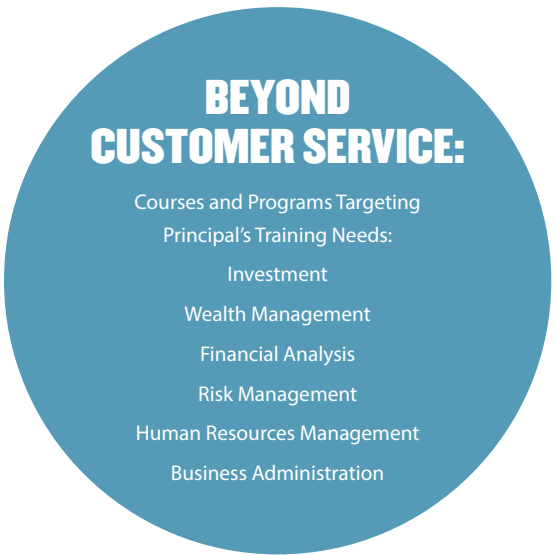 BEYOND
CUSTOMER SERVICE:
Courses and Programs Targeting
Principal’s Training Needs:
Investment
Wealth Management
Financial Analysis
Risk Management
Human Resources Management
Business Administration